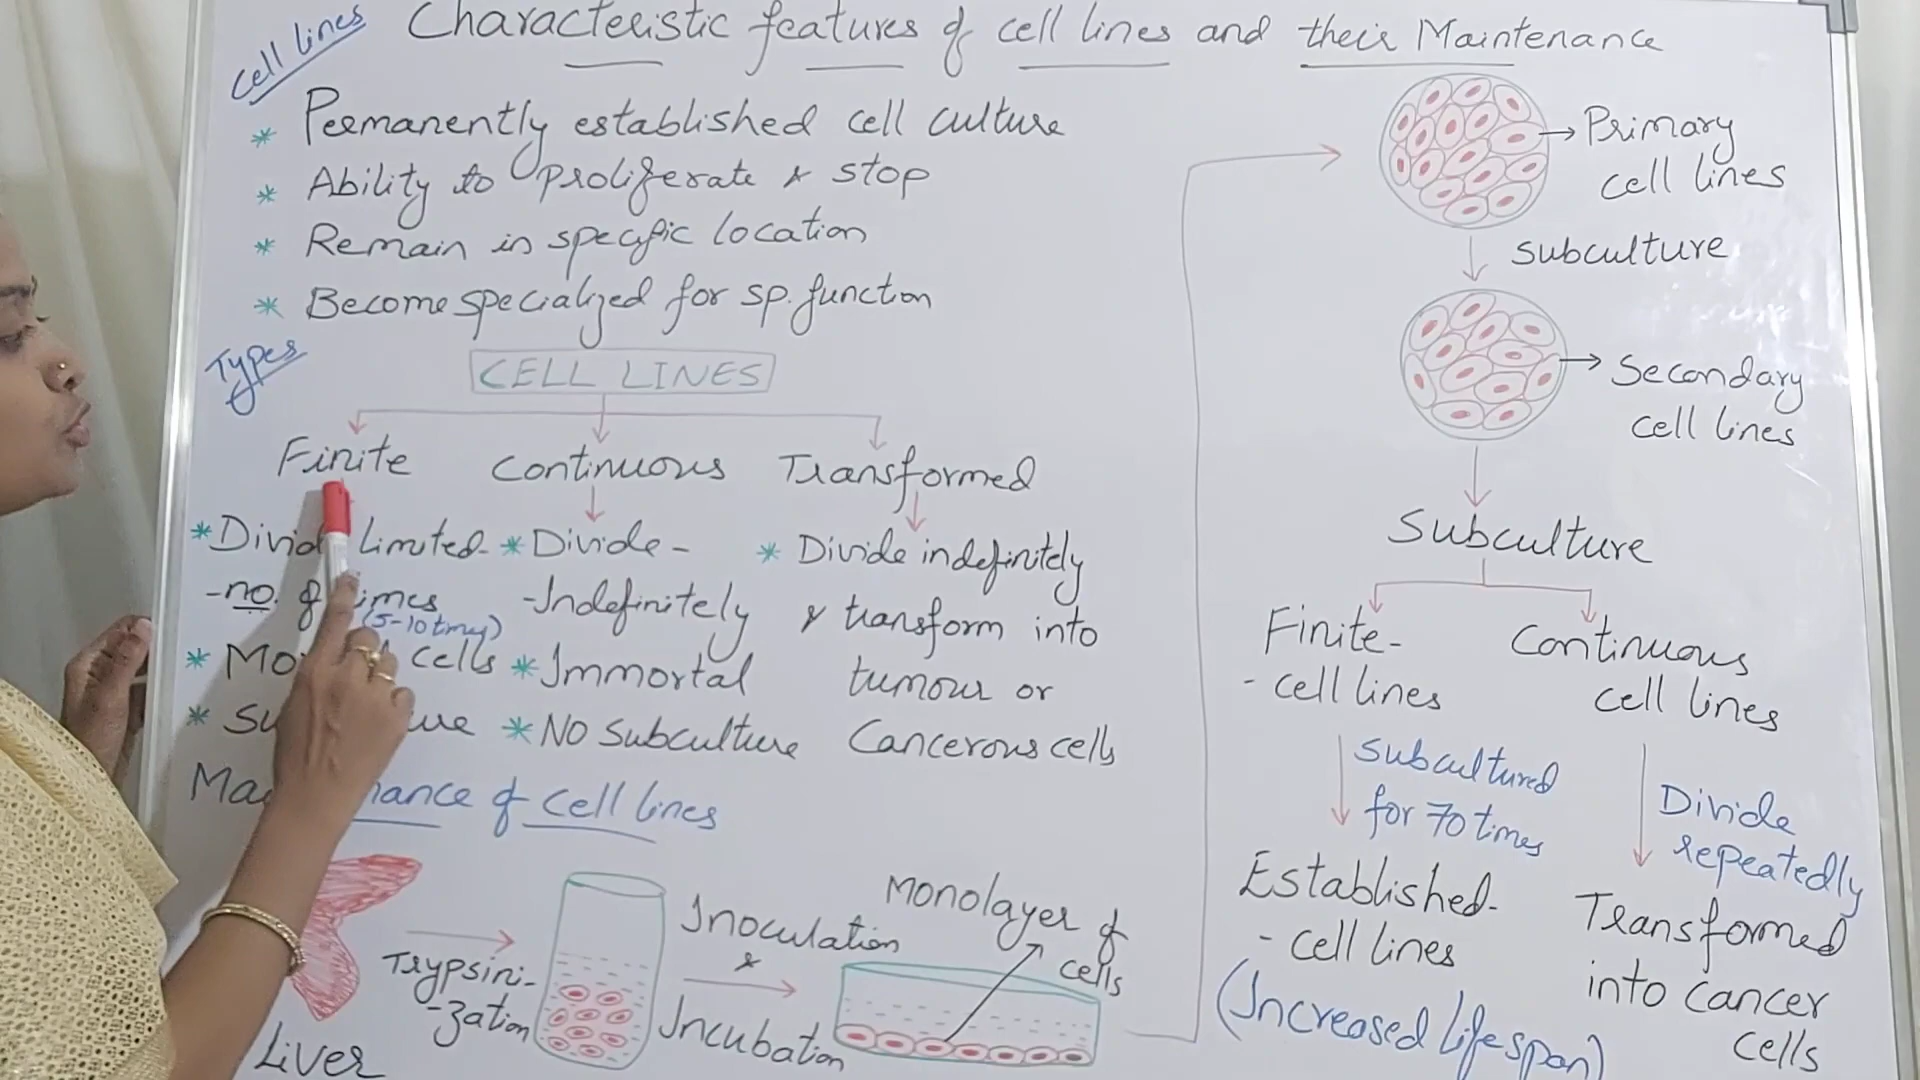 Characteristic features of cell lines and their Maintenance
Cell lines
* Permanently established cell culture
* Ability to proliferate & stop
* Remain in specific location
* Become specialized for sp. function
Types
CELL LINES
Finite
* Divid limited-
-no. of times
(5-10 times)
* cells
*
Continuous
* Divide-
-Indefinitely
* Immortal
* NO Subculture
Transformed
* Divide indefinitely
& transform into
tumour or
Cancerous cells
of cell lines
Liver
Trypsini-
-zation
Inoculation
&
Incubation
Monolayer of
cells
Primary
cell lines
subculture
Secondary
cell lines
Subculture
Finite-
- cell lines
subcultured
for 70 times
Established-
- cell lines
(Increased life span)
Continuous
cell lines
Divide
repeatedly
Transformed
into cancer
cells